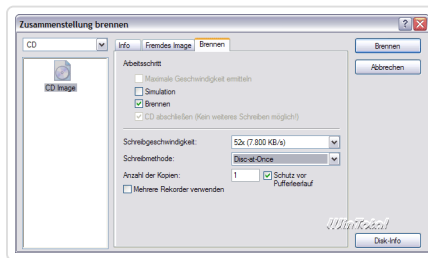 Zusammenstellung brennen
CD
Info
Fremdes Image
Brennen
Brennen
Abbrechen
CD Image
Arbeitsschritt
Maximale Geschwindigkeit ermitteln
Simulation
Brennen
CD abschließen (Kein weiteres Schreiben möglich!)
Schreibgeschwindigkeit:
52x (7.800 KB/s)
Schreibmethode:
Disc-at-Once
Anzahl der Kopien:
1
Schutz vor
Pufferleerlauf
Mehrere Rekorder verwenden
WinTotal
Disk-Info